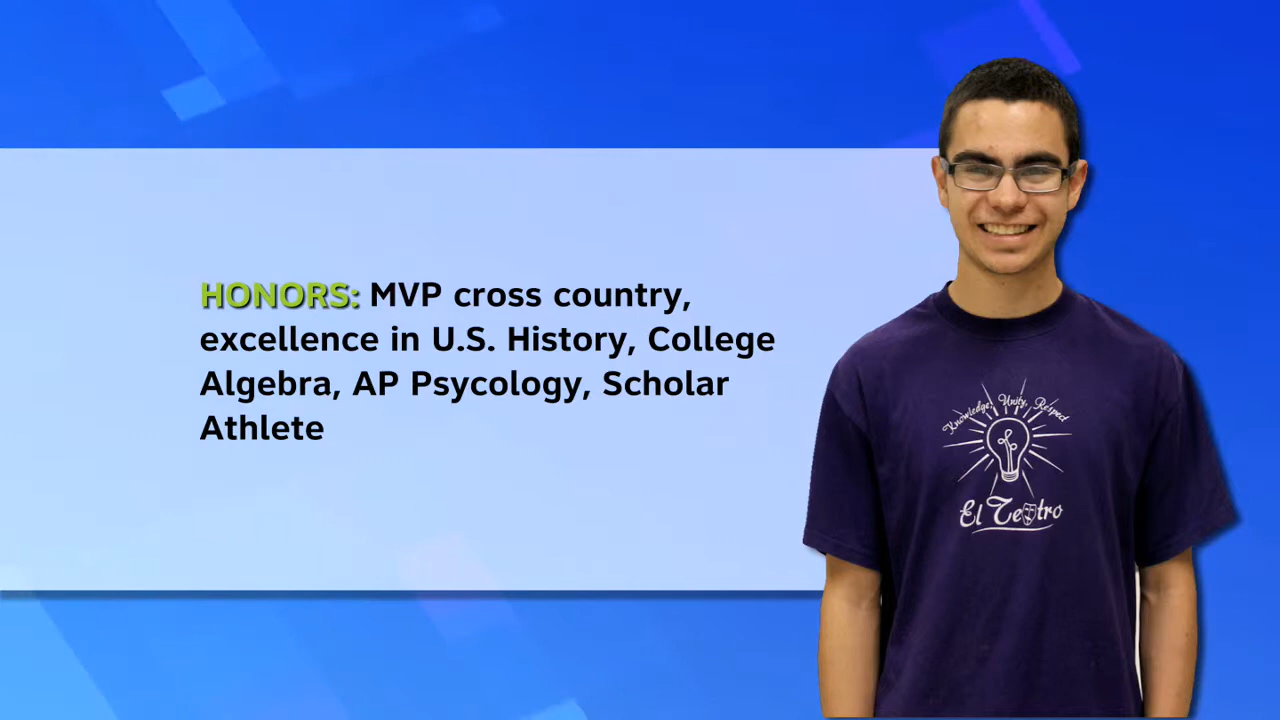 HONORS: MVP cross country,
excellence in U.S. History, College
Algebra, AP Psycology, Scholar
Athlete
Knowledge, Unity, Respect
El Teatro